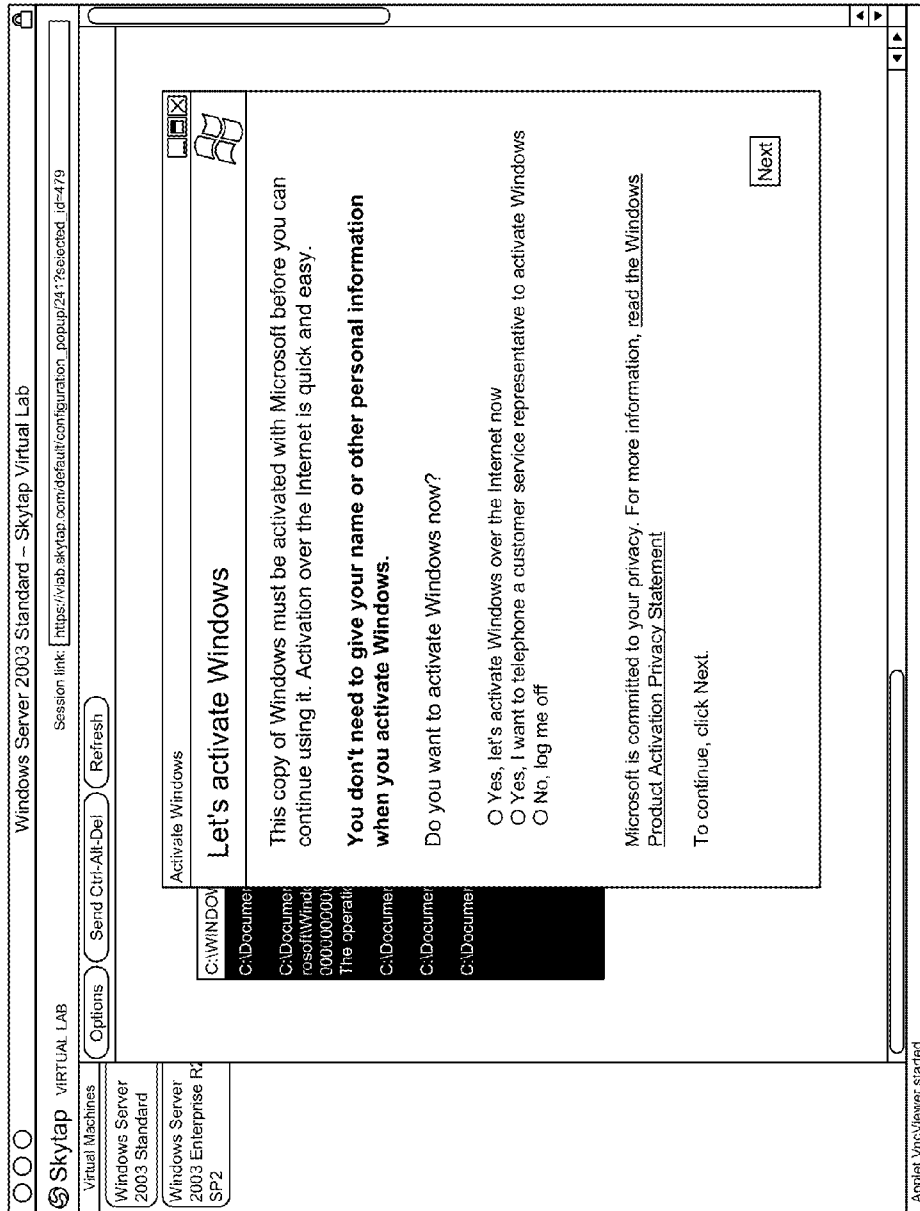 Windows Server 2003 Standard – Skytap Virtual Lab
Skytap VIRTUAL LAB
Session link: https://vlab.skytap.com/default/configuration_popup/241?selected_id=479
Virtual Machines
Options
Send Ctrl-Alt-Del
Refresh
Windows Server
2003 Standard
Windows Server
2003 Enterprise R2
SP2
C:\WINDOW
C:\Documer
C:\Documer
rosoft\Windo
0000000000
The operatic
C:\Documer
C:\Documer
C:\Documer
Activate Windows
Let's activate Windows
This copy of Windows must be activated with Microsoft before you can
continue using it. Activation over the Internet is quick and easy.
You don't need to give your name or other personal information
when you activate Windows.
Do you want to activate Windows now?
Yes, let's activate Windows over the Internet now
Yes, I want to telephone a customer service representative to activate Windows
No, log me off
Microsoft is committed to your privacy. For more information, read the Windows
Product Activation Privacy Statement
To continue, click Next.
Next
Applet VncViewer started